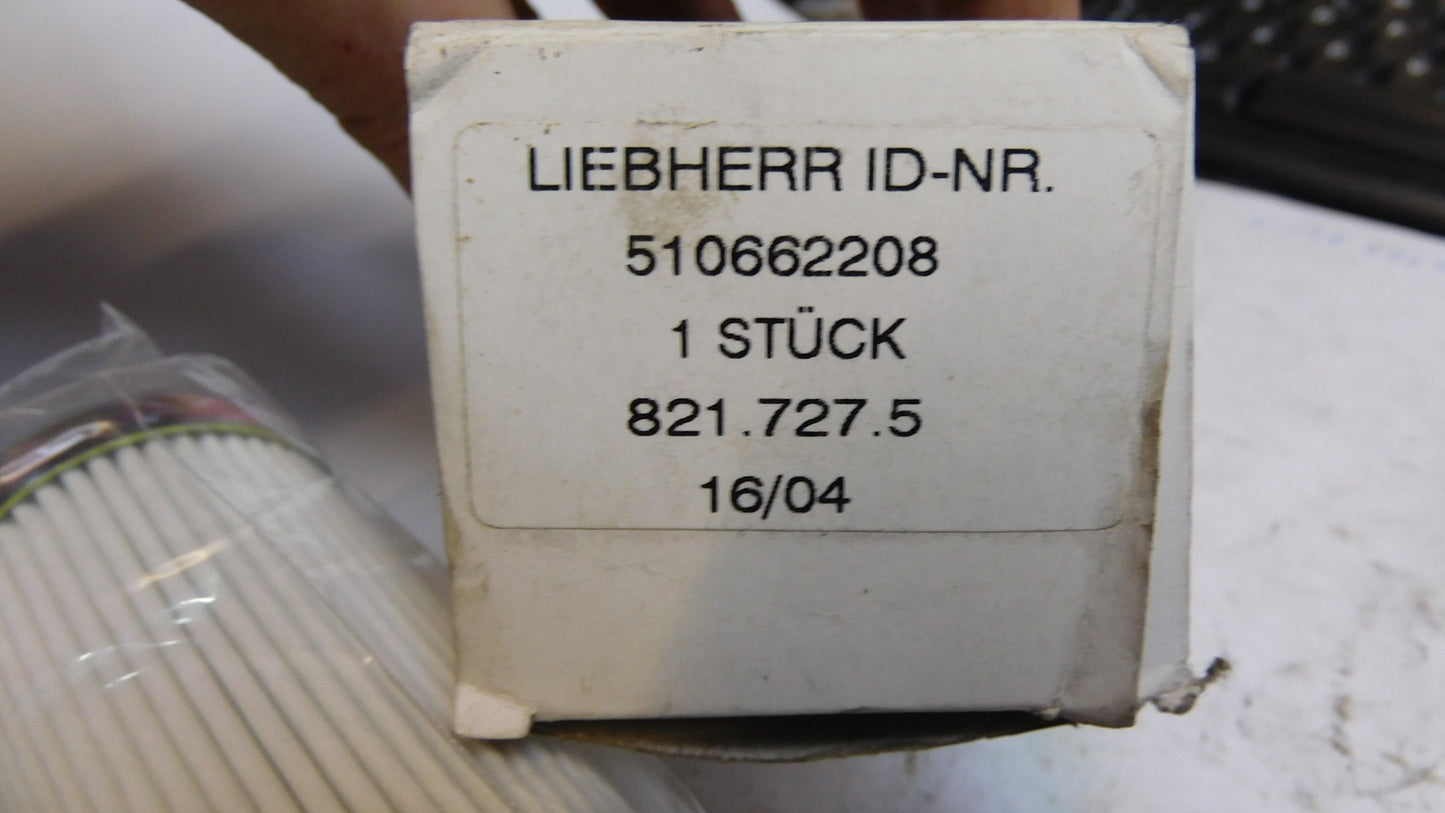 LIEBHERR ID-NR.
510662208
1 STÜCK
821.727.5
16/04